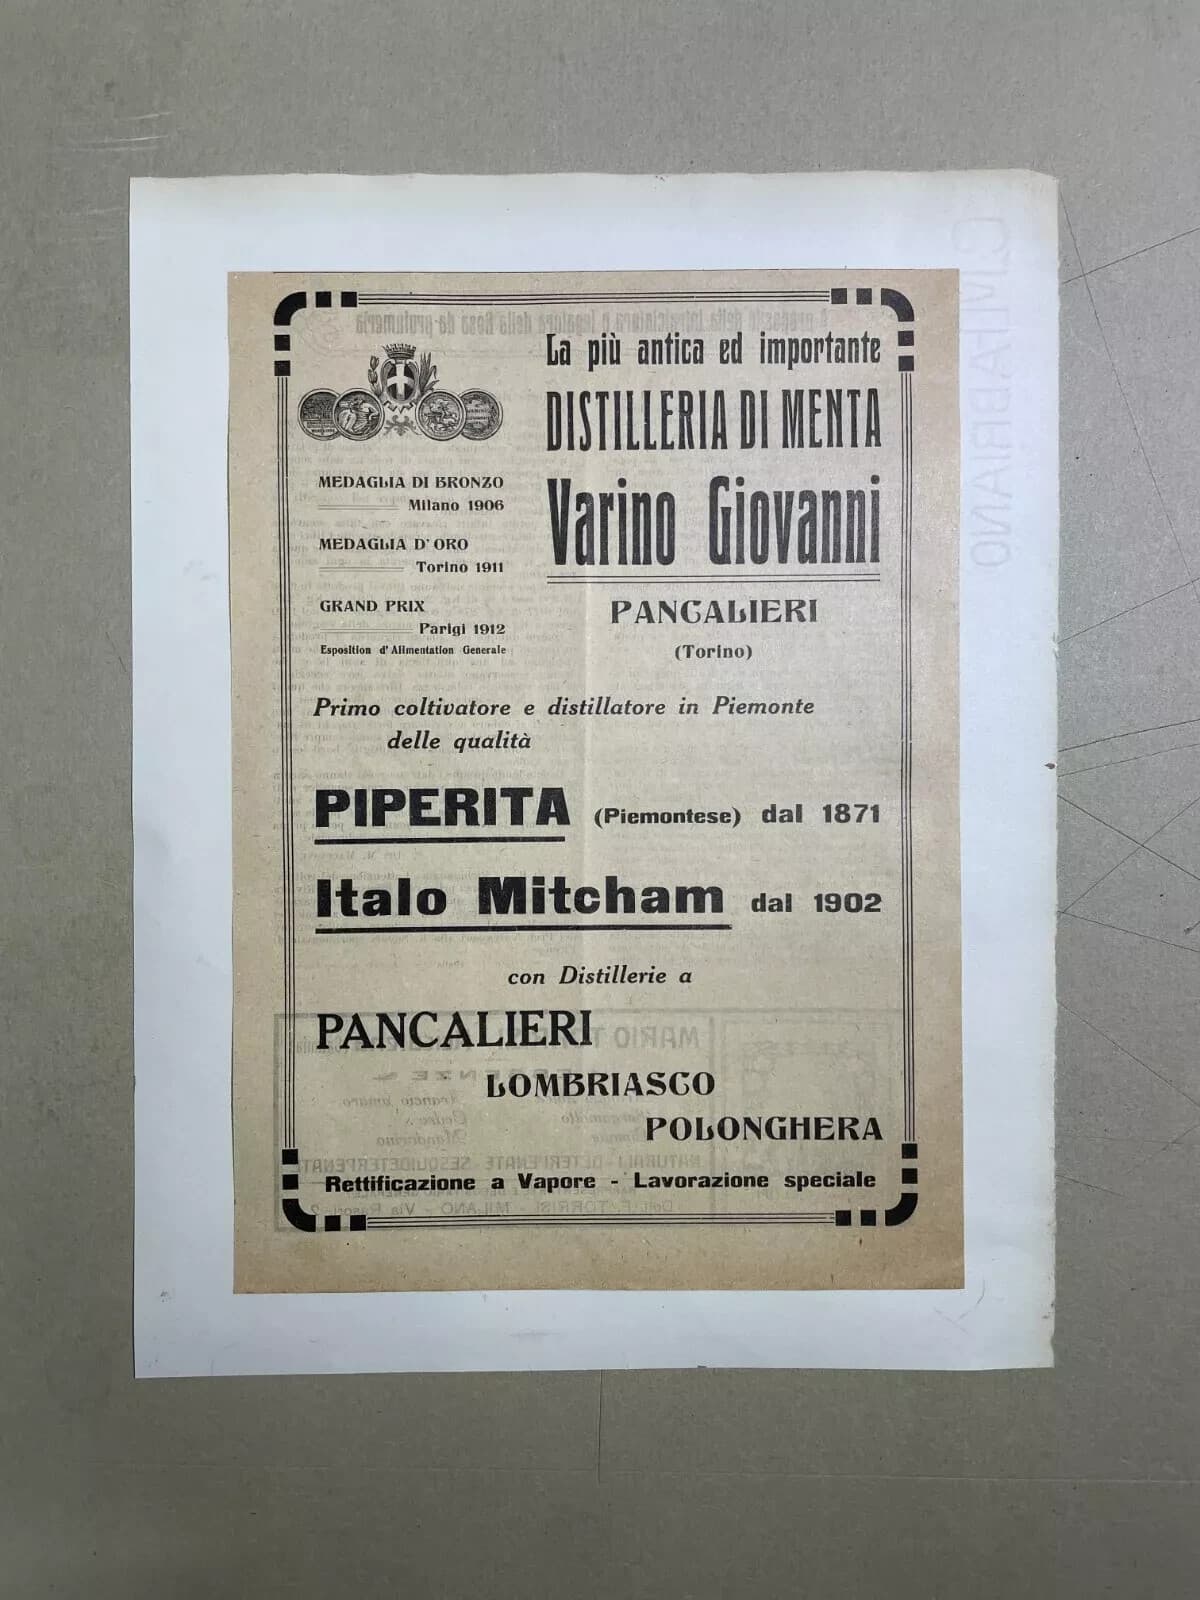 La più antica ed importante
DISTILLERIA DI MENTA
Varino Giovanni
PANCALIERI
(Torino)
MEDAGLIA DI BRONZO
Milano 1906
MEDAGLIA D'ORO
Torino 1911
GRAND PRIX
Parigi 1912
Esposition d'Alimentation Generale
Primo coltivatore e distillatore in Piemonte
delle qualità
PIPERITA (Piemontese) dal 1871
Italo Mitcham dal 1902
con Distillerie a
PANCALIERI
LOMBRIASCO
POLONGHERA
Rettificazione a Vapore - Lavorazione speciale